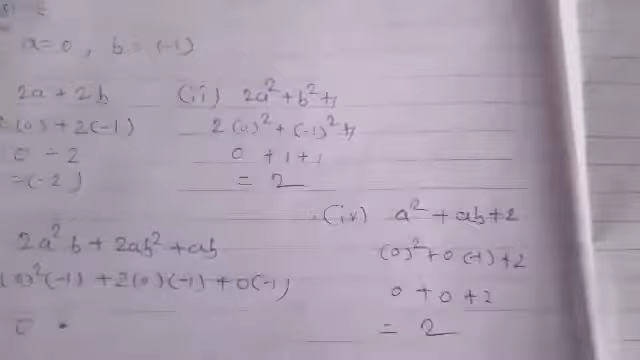 a=0, b=(-1)
2a + 2b
(0) + 2(-1)
0 - 2
=(-2)
(ii) 2a² + b² + 1
2(0)² + (-1)² + 1
0 + 1 + 1
= 2
2a²b + 2ab² + ab
(0)²(-1) + 2(0)(-1) + 0(-1)
0
(iv) a² + ab + 2
(0)² + 0(-1) + 2
0 + 0 + 2
= 2